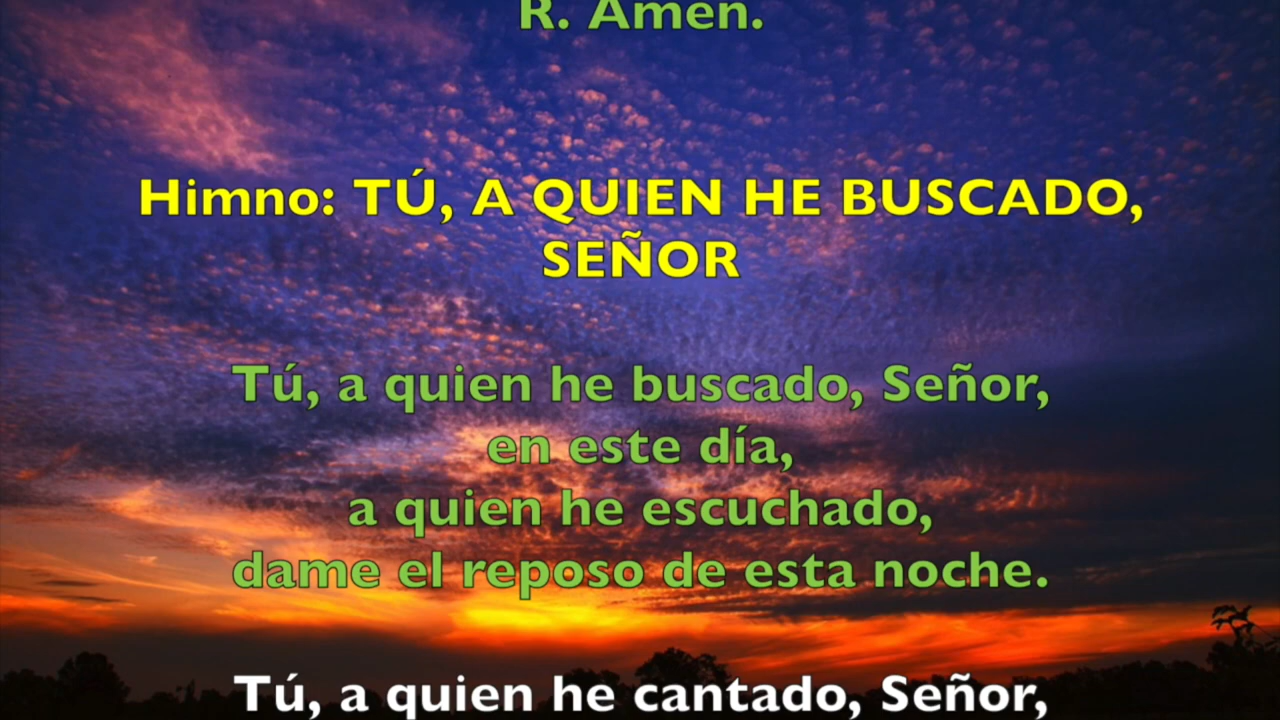 R. Amén.
Himno: TÚ, A QUIEN HE BUSCADO,
SEÑOR
Tú, a quien he buscado, Señor,
en este día,
a quien he escuchado,
dame el reposo de esta noche.
Tú, a quien he cantado, Señor,